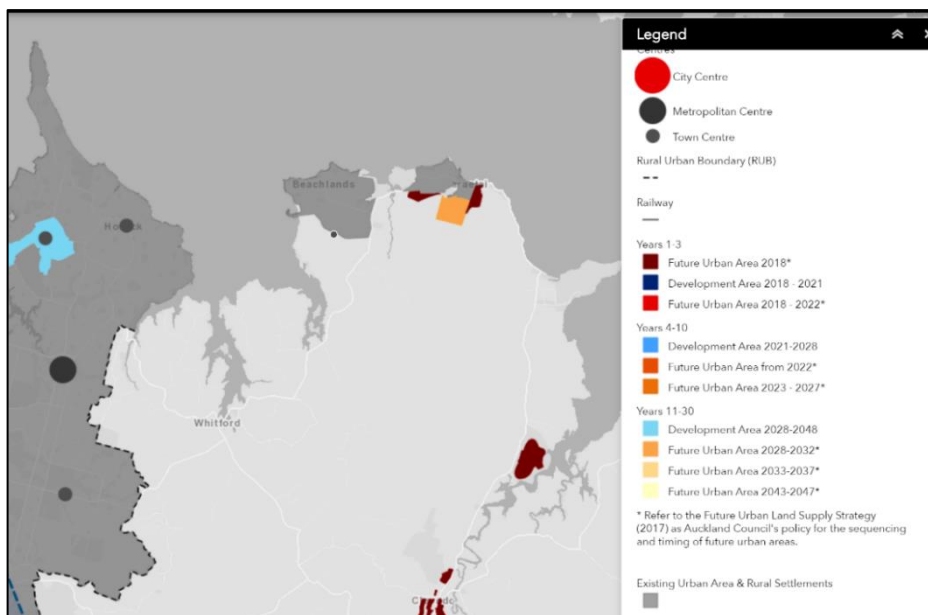 Legend
Centres
City Centre
Metropolitan Centre
Town Centre
Rural Urban Boundary (RUB)
Railway
Years 1-3
Future Urban Area 2018*
Development Area 2018 - 2021
Future Urban Area 2018 - 2022*
Years 4-10
Development Area 2021-2028
Future Urban Area from 2022*
Future Urban Area 2023 - 2027*
Years 11-30
Development Area 2028-2048
Future Urban Area 2028-2032*
Future Urban Area 2033-2037*
Future Urban Area 2043-2047*
* Refer to the Future Urban Land Supply Strategy
(2017) as Auckland Council's policy for the sequencing
and timing of future urban areas.
Existing Urban Area & Rural Settlements
Beachlands
Whitford